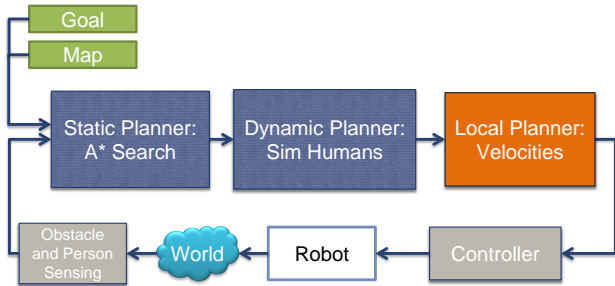 Goal
Map
Static Planner:
A* Search
Dynamic Planner:
Sim Humans
Local Planner:
Velocities
Obstacle
and Person
Sensing
World
Robot
Controller